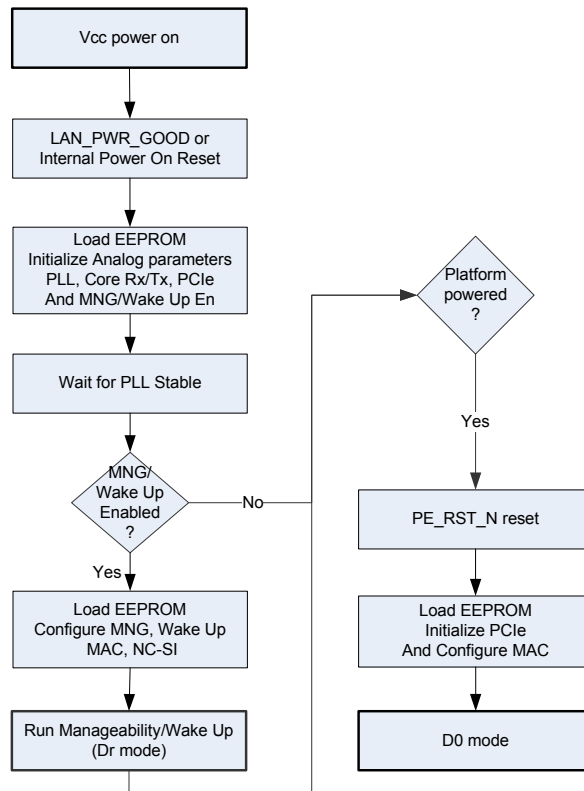 Vcc power on
LAN_PWR_GOOD or
Internal Power On Reset
Load EEPROM
Initialize Analog parameters
PLL, Core Rx/Tx, PCIe
And MNG/Wake Up En
Wait for PLL Stable
MNG/
Wake Up
Enabled
?
No
Yes
Load EEPROM
Configure MNG, Wake Up
MAC, NC-SI
Run Manageability/Wake Up
(Dr mode)
Platform
powered
?
Yes
PE_RST_N reset
Load EEPROM
Initialize PCIe
And Configure MAC
D0 mode